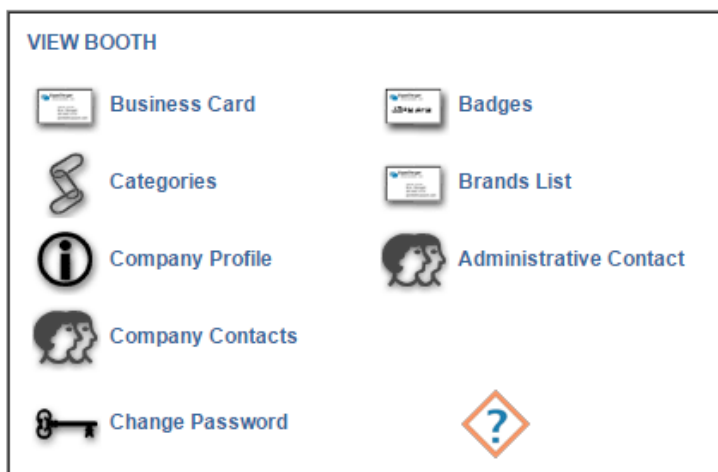 VIEW BOOTH
Business Card
Badges
Categories
Brands List
Company Profile
Administrative Contact
Company Contacts
Change Password
?